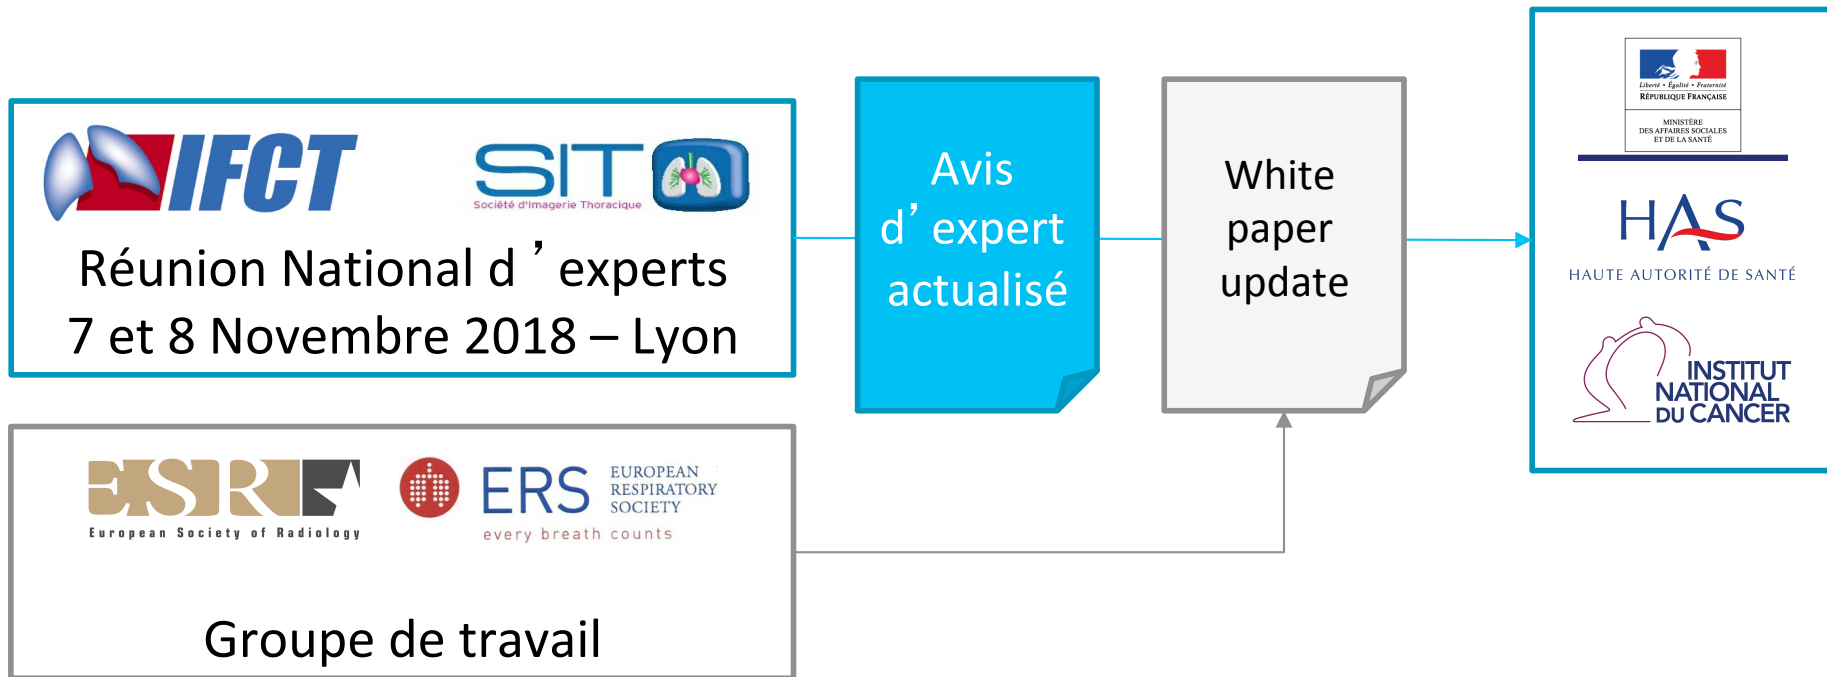 IFCT
SIT
Société d'Imagerie Thoracique
Réunion National d ’ experts
7 et 8 Novembre 2018 – Lyon
ESR
European Society of Radiology
ERS
EUROPEAN
RESPIRATORY
SOCIETY
every breath counts
Groupe de travail
Avis
d’ expert
actualisé
White
paper
update
Liberté • Égalité • Fraternité
RÉPUBLIQUE FRANÇAISE
MINISTÈRE
DES AFFAIRES SOCIALES
ET DE LA SANTÉ
HAS
HAUTE AUTORITÉ DE SANTÉ
INSTITUT
NATIONAL
DU CANCER